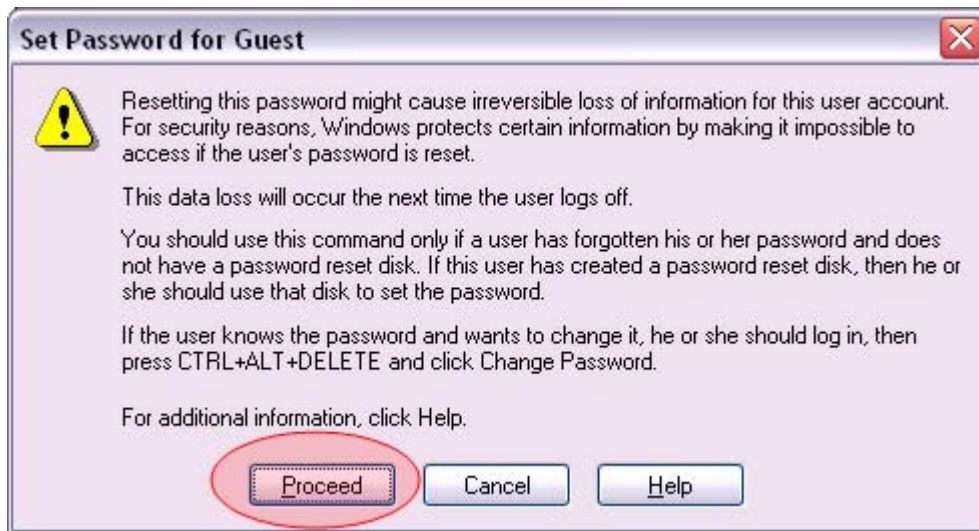 Set Password for Guest
Resetting this password might cause irreversible loss of information for this user account.
For security reasons, Windows protects certain information by making it impossible to
access if the user's password is reset.
This data loss will occur the next time the user logs off.
You should use this command only if a user has forgotten his or her password and does
not have a password reset disk. If this user has created a password reset disk, then he or
she should use that disk to set the password.
If the user knows the password and wants to change it, he or she should log in, then
press CTRL+ALT+DELETE and click Change Password.
For additional information, click Help.
Proceed Cancel Help